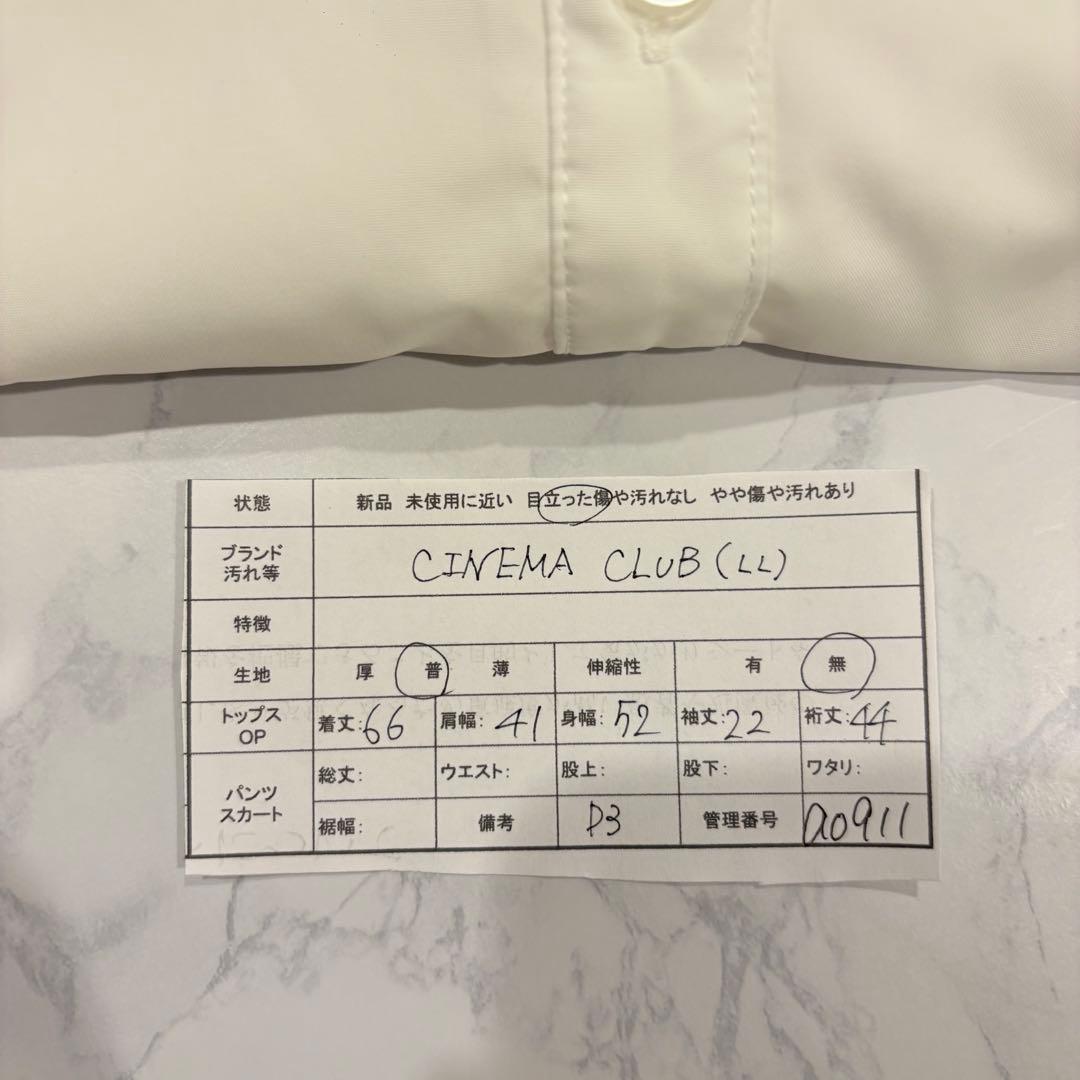 状態 新品 未使用に近い 目立った傷や汚れなし やや傷や汚れあり
ブランド
汚れ等
CINEMA CLUB (LL)
特徴
生地 厚 普 薄 伸縮性 有 無
トップス
OP
着丈:66 肩幅:41 身幅:52 袖丈:22 裄丈:44
パンツ
スカート
総丈: ウエスト: 股上: 股下: ワタリ:
裾幅: 備考 D3 管理番号 a0911